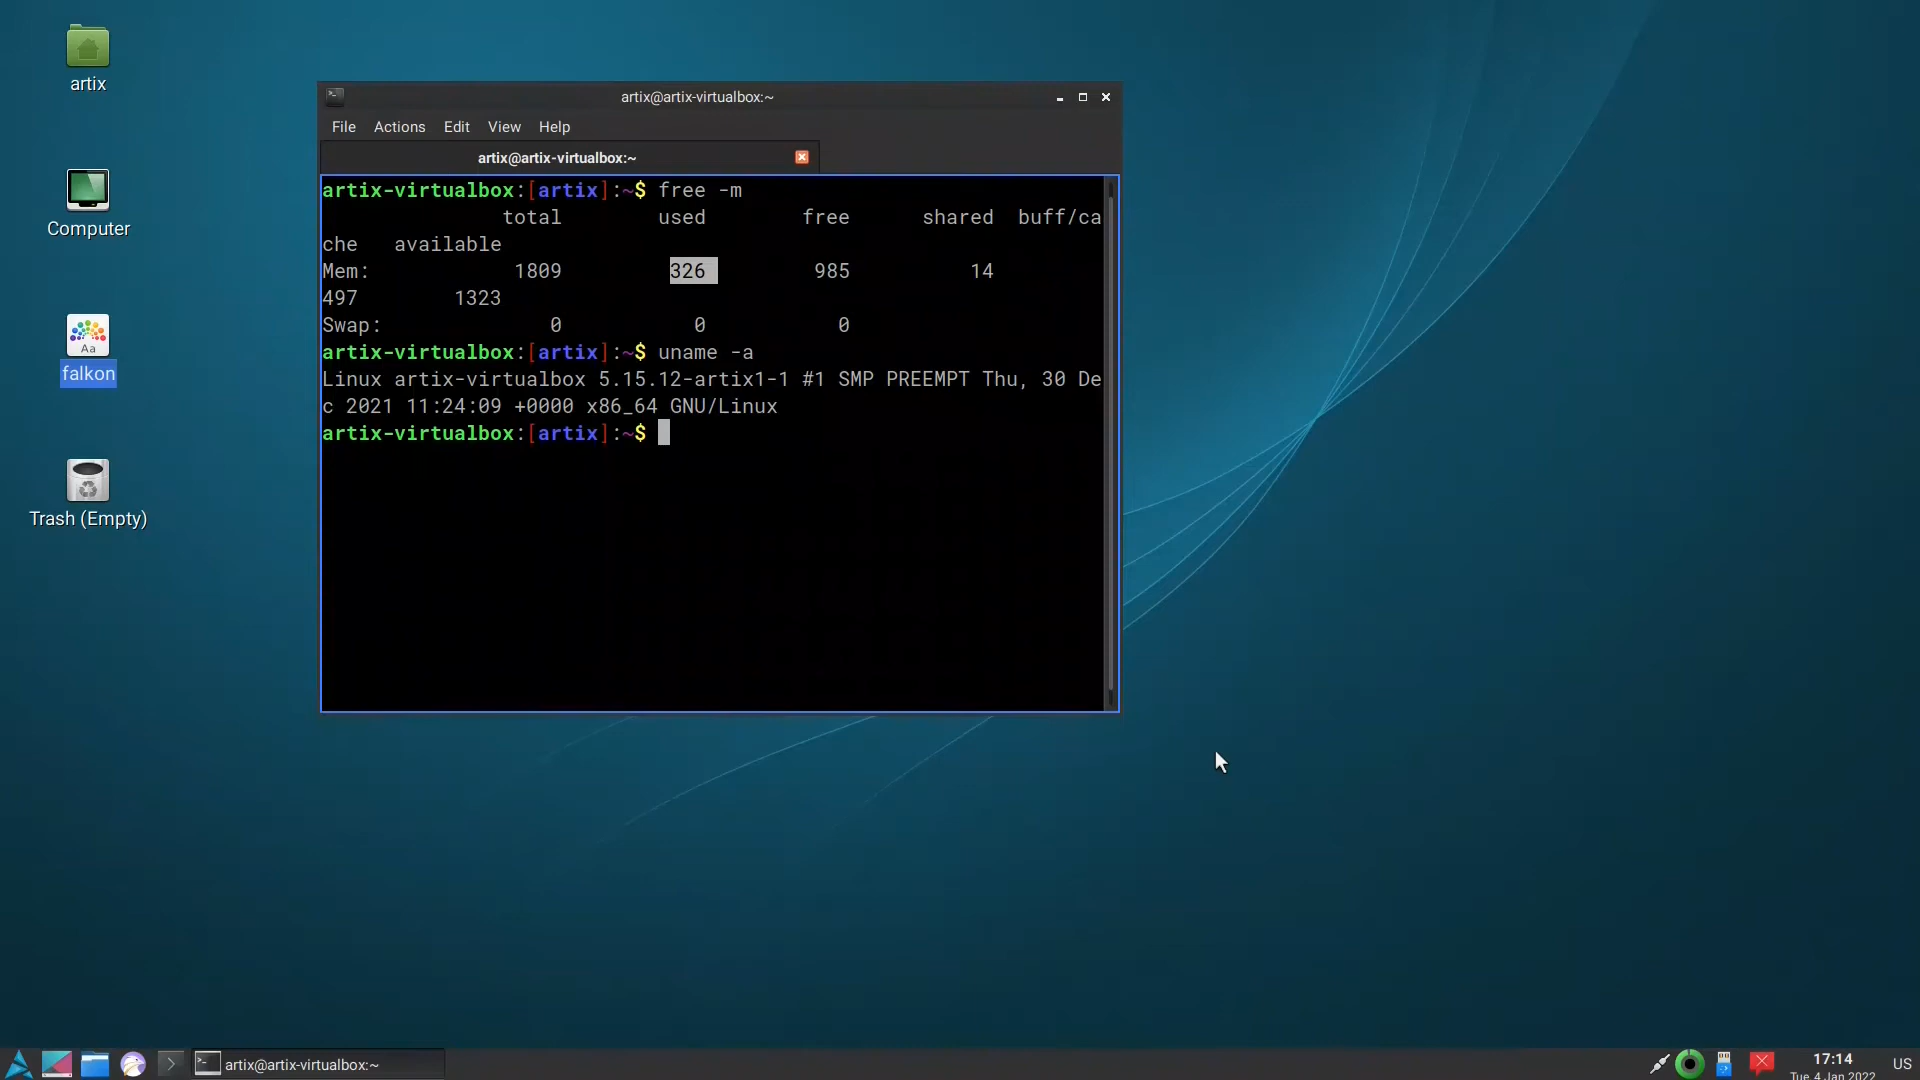 artix
Computer
Aa
falkon
Trash (Empty)
artix@artix-virtualbox:~
File Actions Edit View Help
artix@artix-virtualbox:~
artix-virtualbox:[artix]:~$ free -m
total used free shared buff/ca
che available
Mem: 1809 326 985 14
497 1323
Swap: 0 0 0
artix-virtualbox:[artix]:~$ uname -a
Linux artix-virtualbox 5.15.12-artix1-1 #1 SMP PREEMPT Thu, 30 De
c 2021 11:24:09 +0000 x86_64 GNU/Linux
artix-virtualbox:[artix]:~$
artix@artix-virtualbox:~
17:14
Tue, 4 Jan 2022
US